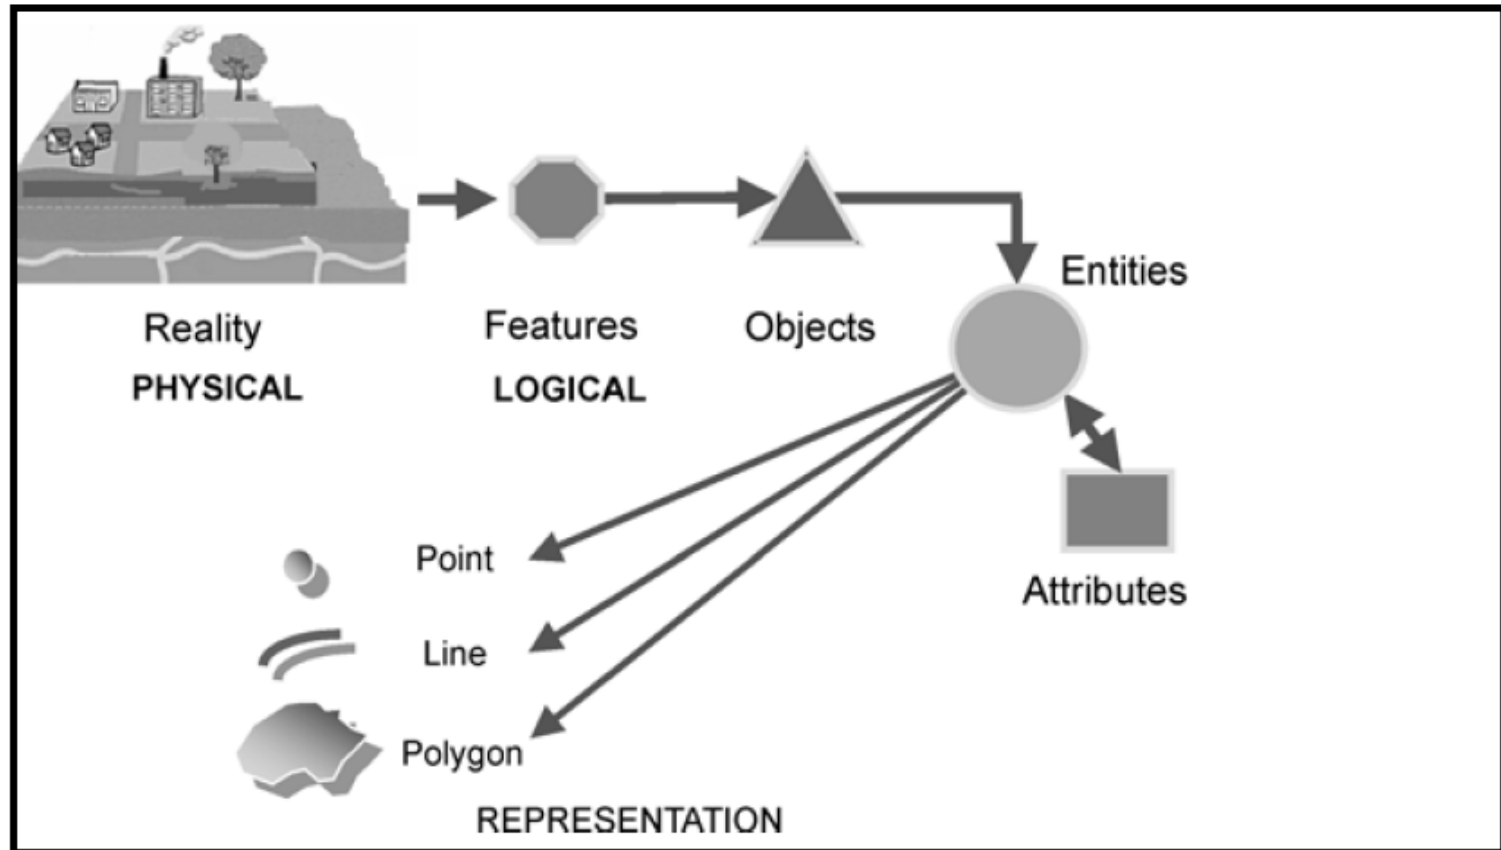 Entities
Reality
Features
Objects
PHYSICAL
LOGICAL
Point
Attributes
Line
Polygon
REPRESENTATION